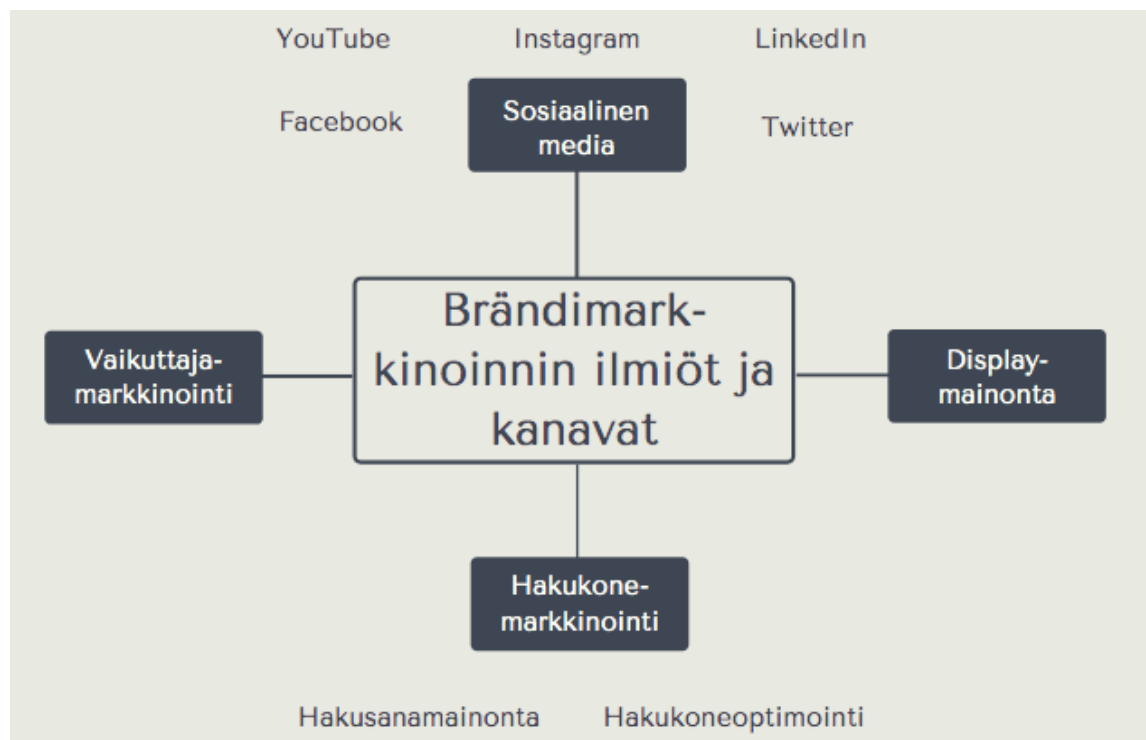 YouTube Instagram LinkedIn
Facebook
Sosiaalinen
media
Twitter
Brändimark-
kinoinnin ilmiöt ja
kanavat
Vaikuttaja-
markkinointi
Display-
mainonta
Hakukone-
markkinointi
Hakusanamainonta Hakukoneoptimointi